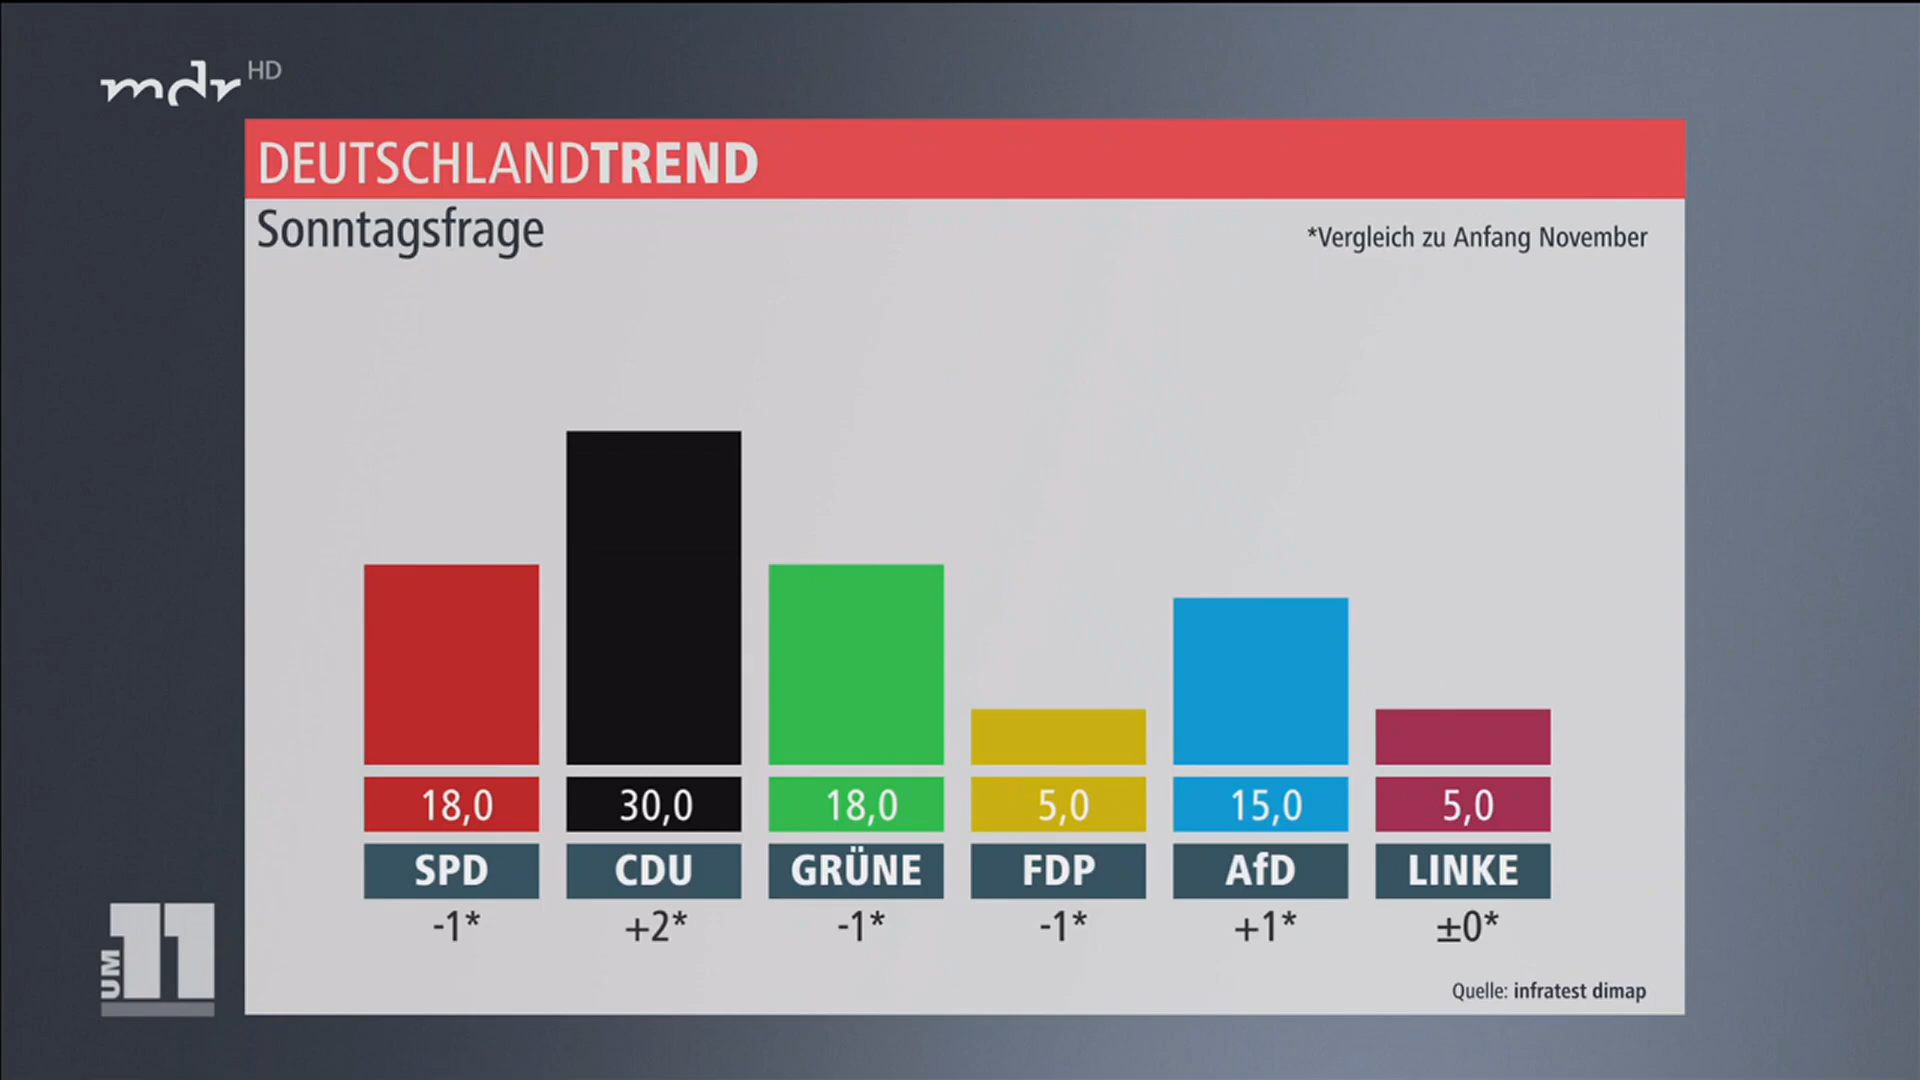 mdr HD
DEUTSCHLANDTREND
Sonntagsfrage
*Vergleich zu Anfang November
18,0 30,0 18,0 5,0 15,0 5,0
SPD CDU GRÜNE FDP AfD LINKE
-1* +2* -1* -1* +1* ±0*
Quelle: infratest dimap
UM 11